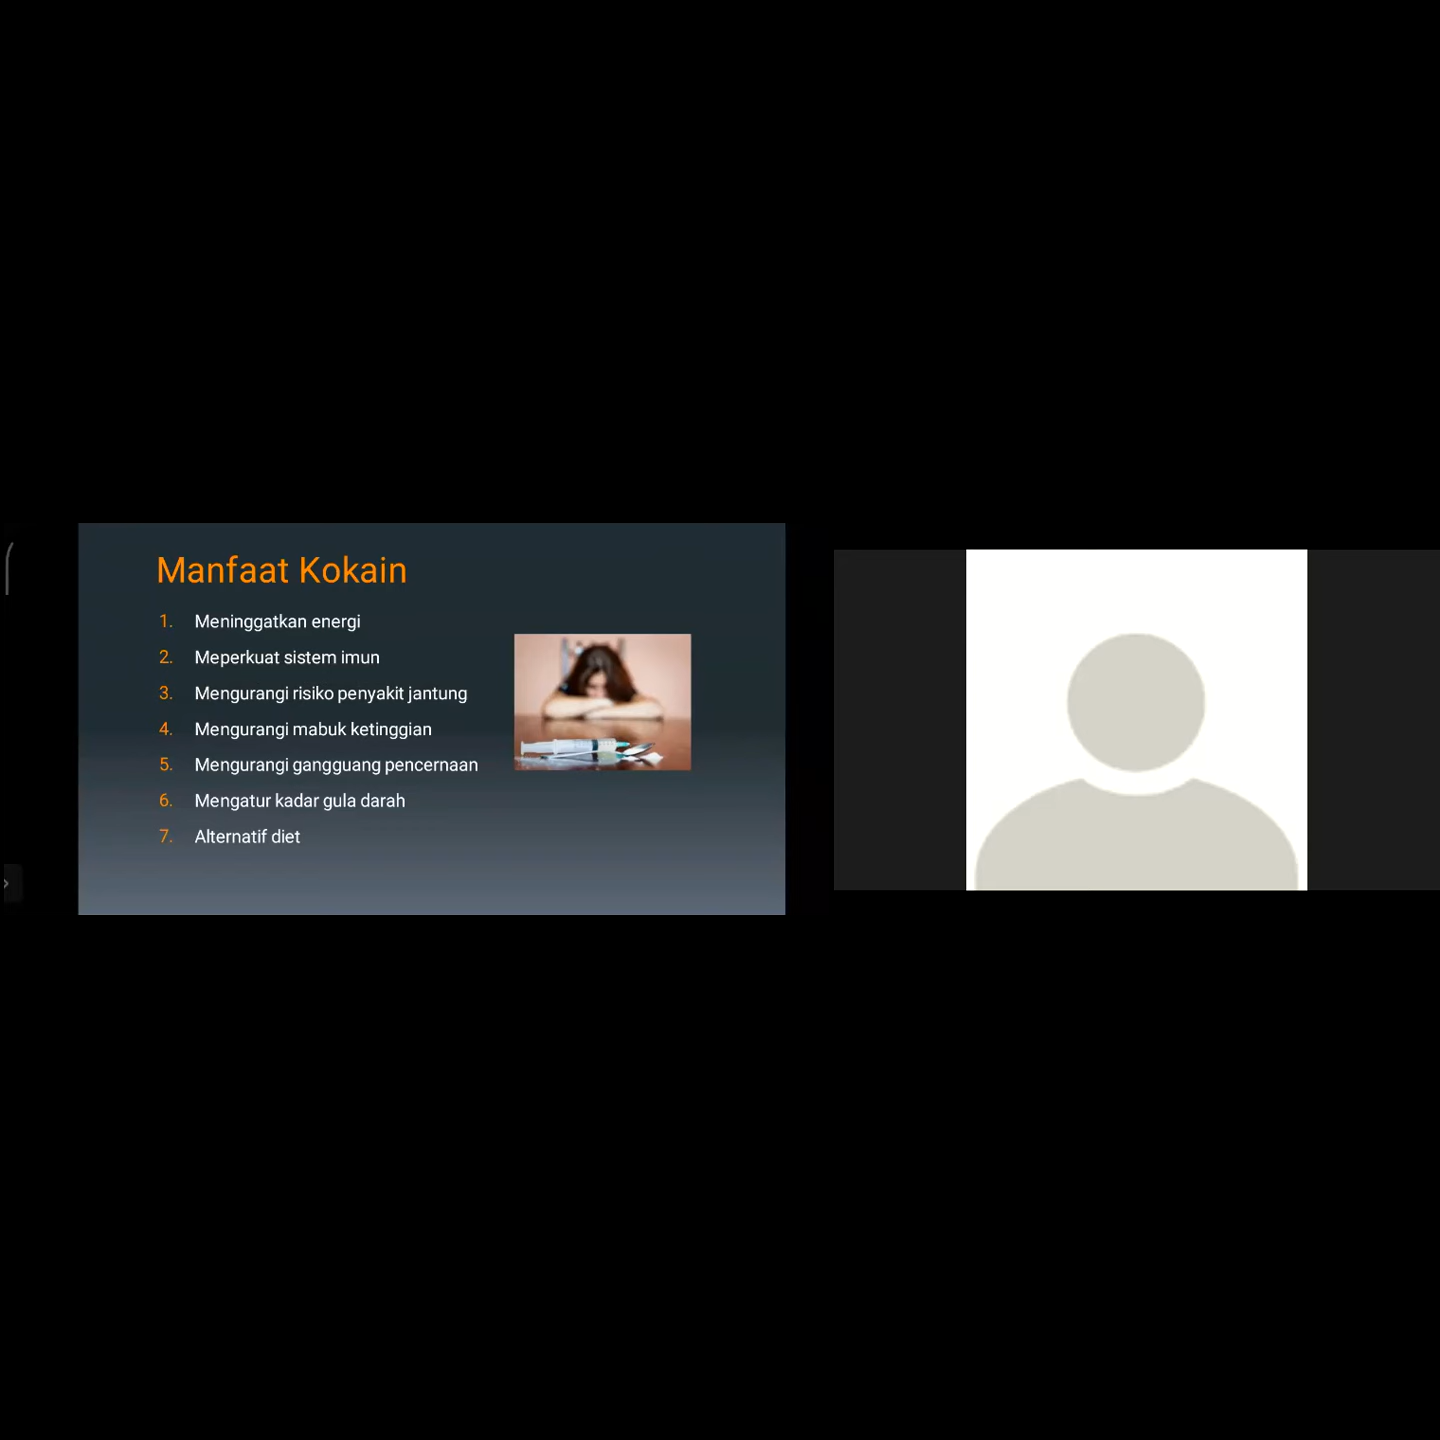 Manfaat Kokain
1. Meninggatkan energi
2. Meperkuat sistem imun
3. Mengurangi risiko penyakit jantung
4. Mengurangi mabuk ketinggian
5. Mengurangi gangguang pencernaan
6. Mengatur kadar gula darah
7. Alternatif diet